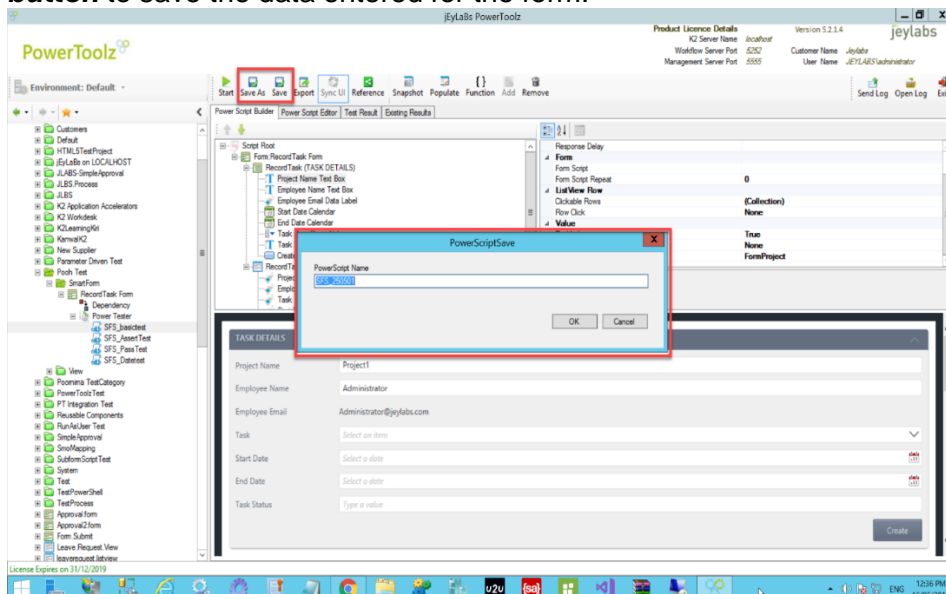 button to save the data entered for the form.
jEyLaBs PowerToolz
PowerToolz
Product Licence Details
K2 Server Name localhost
Workflow Server Port 5252
Management Server Port 5555
Version 5.2.1.4
Customer Name Jeylabs
User Name JEYLABS\administrator
jeylabs
Environment: Default
Start Save As Save Export Sync UI Reference Snapshot Populate Function Add Remove
Send Log Open Log
Power Script Builder Power Script Editor Test Result Existing Results
Customers
Default
HTML5TestProject
jEyLaBs on LOCALHOST
JLABS-SimpleApproval
JLBS.Process
JLBS
K2 Application Accelerators
K2 Workdesk
K2LearningKri
KanwalK2
New Supplier
Parameter Driven Test
Pooh Test
SmartForm
RecordTask Form
Dependency
Power Tester
SFS_basictest
SFS_AssertTest
SFS_PassTest
SFS_Datetest
View
Poornima TestCategory
PowerToolzTest
PT Integration Test
Reusable Components
RunAsUser Test
SimpleApproval
SmoMapping
SubformScriptTest
System
Test
TestPowerShell
TestProcess
Approval.form
Approval2.form
Form.Submit
Leave.Request.View
leaverequest.listview
Script Root
Form:RecordTask Form
RecordTask (TASK DETAILS)
Project Name Text Box
Employee Name Text Box
Employee Email Data Label
Start Date Calendar
End Date Calendar
Task
Task
Response Delay
Form
Form Script
Form Script Repeat 0
ListView Row
Clickable Rows (Collection)
Row Click None
Value
True
None
FormProject
PowerScriptSave
X
PowerScript Name
SFS_250501
OK Cancel
TASK DETAILS
Project Name Project1
Employee Name Administrator
Employee Email Administrator@jeylabs.com
Task Select an item
Start Date Select a date
End Date Select a date
Task Status Type a value
Create
License Expires on 31/12/2019
u2u {sa} ENG 12:36 PM